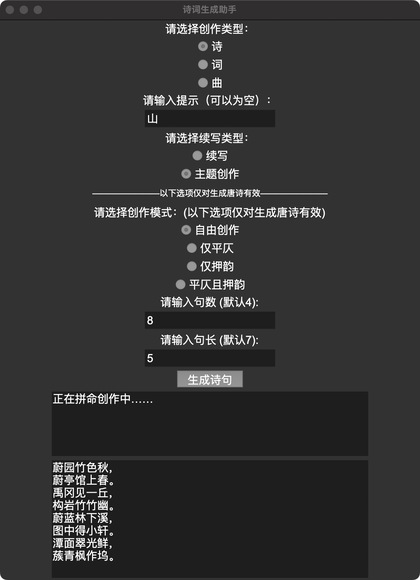 诗词生成助手
请选择创作类型：
诗
词
曲
请输入提示（可以为空）：
山
请选择续写类型：
续写
主题创作
——————以下选项仅对生成唐诗有效——————
请选择创作模式：(以下选项仅对生成唐诗有效)
自由创作
仅平仄
仅押韵
平仄且押韵
请输入句数 (默认4):
8
请输入句长 (默认7):
5
生成诗句
正在拼命创作中……
蔚园竹色秋，
蔚亭馆上春。
禹冈见一丘，
构岩竹竹幽。
蔚蓝林下溪，
图中得小轩。
潭面翠光鲜，
蔟青枫作坞。